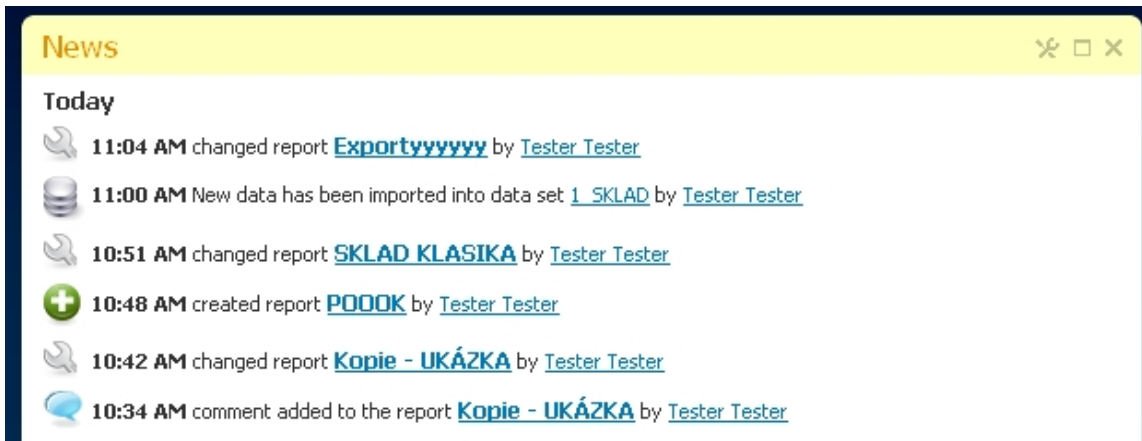 News
Today
11:04 AM changed report Exportyyyyyy by Tester Tester
11:00 AM New data has been imported into data set 1_SKLAD by Tester Tester
10:51 AM changed report SKLAD KLASIKA by Tester Tester
10:48 AM created report POOOK by Tester Tester
10:42 AM changed report Kopie - UKÁZKA by Tester Tester
10:34 AM comment added to the report Kopie - UKÁZKA by Tester Tester